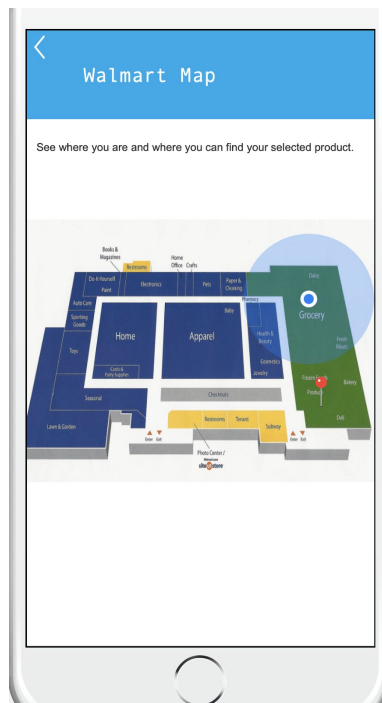 Walmart Map
See where you are and where you can find your selected product.
Books &
Magazines
Restrooms
Home
Office
Crafts
Do-It-Yourself
Paint
Electronics
Pets
Paper &
Cleaning
Dairy
Pharmacy
Auto Care
Sporting
Goods
Baby
Grocery
Home
Apparel
Health &
Beauty
Fresh
Meats
Toys
Cosmetics
Jewelry
Frozen Foods
Bakery
Produce
Cards &
Party Supplies
Seasonal
Checkouts
Lawn & Garden
Restrooms
Tenant
Subway
Deli
Enter Exit
Enter Exit
Photo Center /
site to store